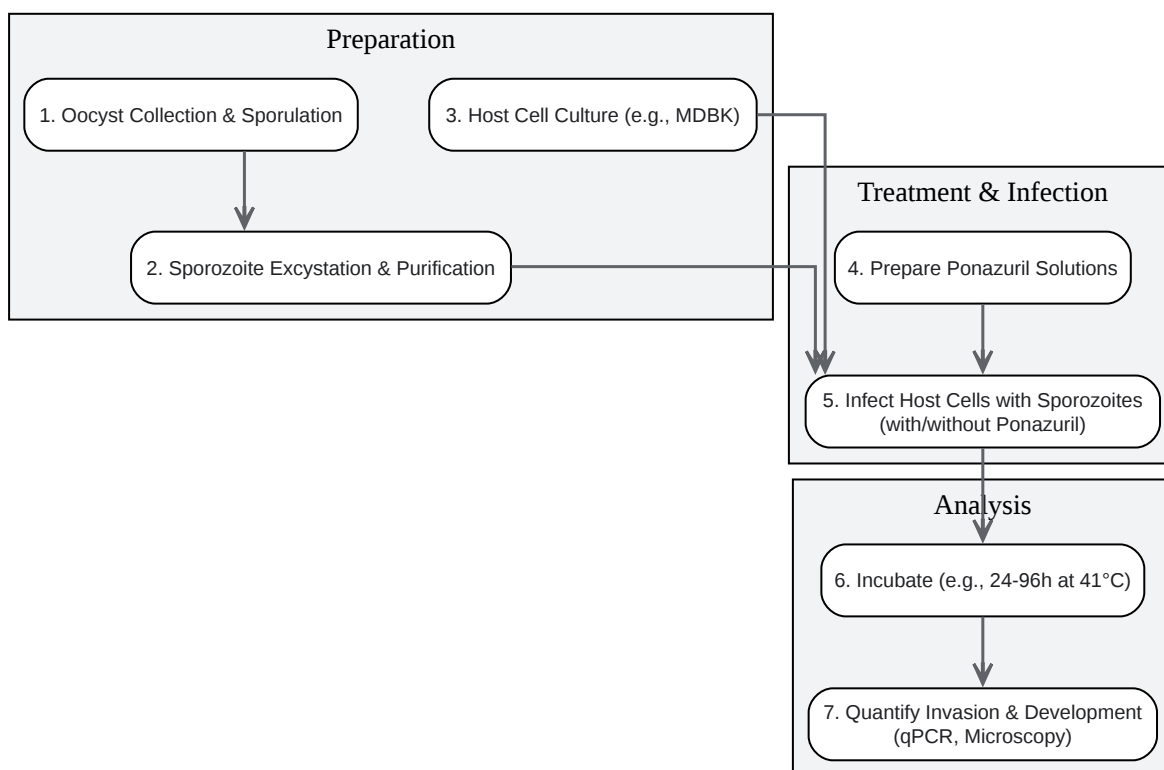 Preparation
1. Oocyst Collection & Sporulation
3. Host Cell Culture (e.g., MDBK)
2. Sporozoite Excystation & Purification
Treatment & Infection
4. Prepare Ponazuril Solutions
5. Infect Host Cells with Sporozoites
(with/without Ponazuril)
Analysis
6. Incubate (e.g., 24-96h at 41°C)
7. Quantify Invasion & Development
(qPCR, Microscopy)